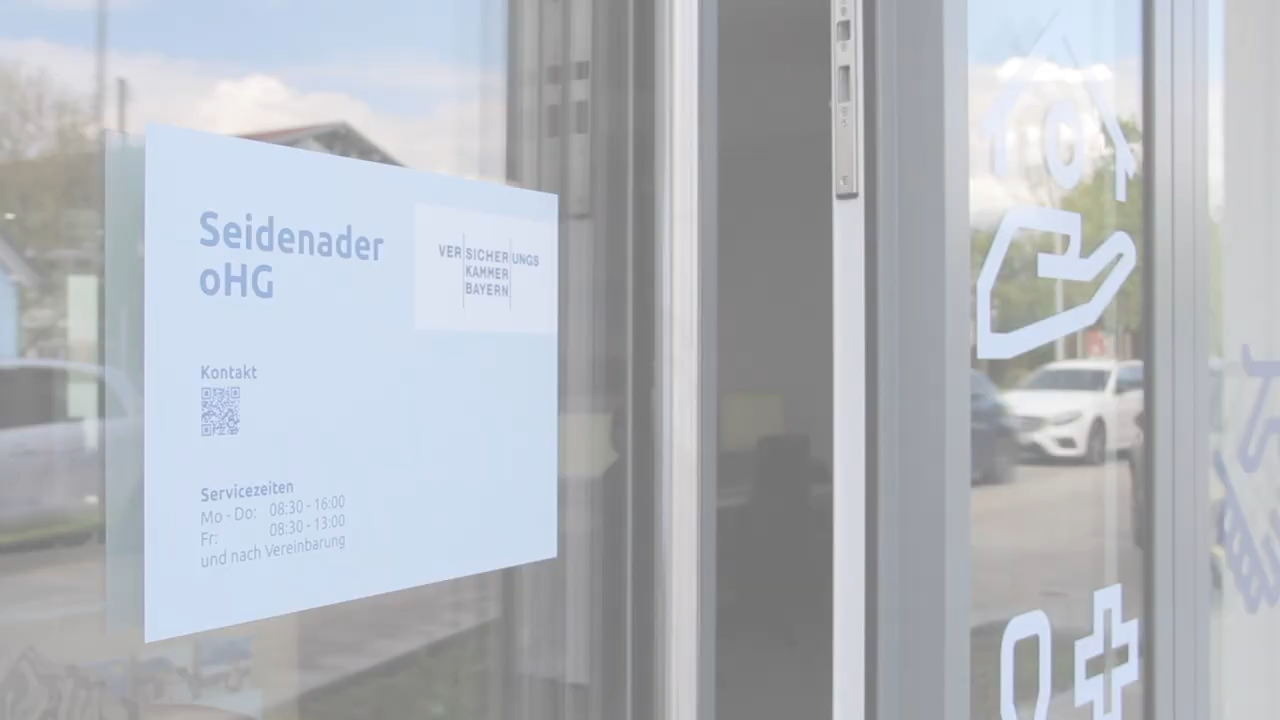 Seidenader
oHG
VERSICHERUNGS
KAMMER
BAYERN
Kontakt
Servicezeiten
Mo - Do: 08:30 - 16:00
Fr: 08:30 - 13:00
und nach Vereinbarung